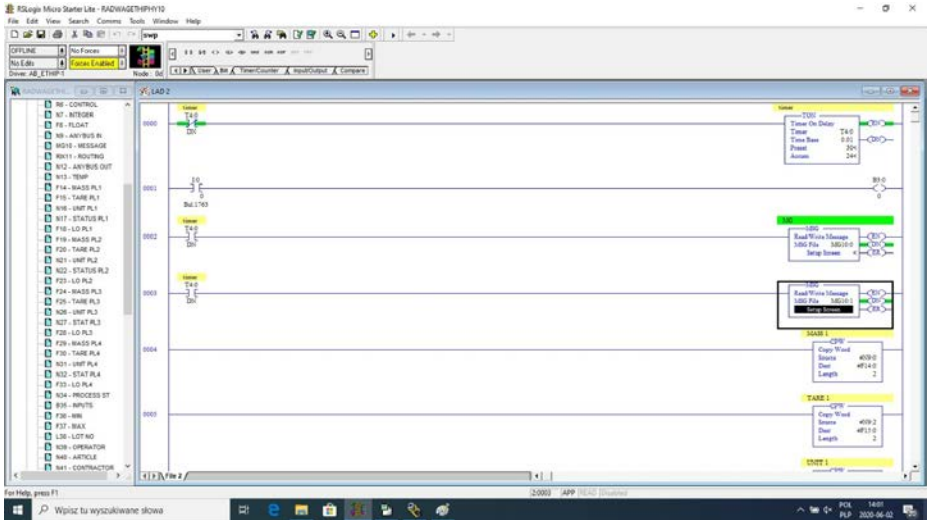 RSLogix Micro Starter Lite - RADWAGETHIPHY10
File Edit View Search Comms Tools Window Help
swp
OFFLINE No Forces
No Edits Forces Enabled
Driver: AB_ETHIP-1 Node: 0d
User Bit Timer/Counter Input/Output Compare
LAD 2
R6 - CONTROL
N7 - INTEGER
F8 - FLOAT
N9 - ANYBUS IN
MG10 - MESSAGE
RIX11 - ROUTING
N12 - ANYBUS OUT
N13 - TEMP
F14 - MASS PL1
F15 - TARE PL1
N16 - UNIT PL1
N17 - STATUS PL1
F18 - LO PL1
F19 - MASS PL2
F20 - TARE PL2
N21 - UNIT PL2
N22 - STATUS PL2
F23 - LO PL2
F24 - MASS PL3
F25 - TARE PL3
N26 - UNIT PL3
N27 - STAT PL3
F28 - LO PL3
F29 - MASS PL4
F30 - TARE PL4
N31 - UNIT PL4
N32 - STAT PL4
F33 - LO PL4
N34 - PROCESS ST
B35 - INPUTS
F36 - MIN
F37 - MAX
L38 - LOT NO
N39 - OPERATOR
N40 - ARTICLE
N41 - CONTRACTOR
0000
timer
T4:0
DN
timer
TON
Timer On Delay
Timer T4:0
Time Base 0.01
Preset 30<
Accum 24<
EN
DN
0001
I:0
0
Bul.1763
B3:0
0
0002
timer
T4:0
DN
MG
MSG
Read/Write Message
MSG File MG10:0
Setup Screen <
EN
DN
ER
0003
timer
T4:0
DN
MSG
Read/Write Message
MSG File MG10:1
Setup Screen
EN
DN
ER
0004
MASS 1
CPW
Copy Word
Source #N9:0
Dest #F14:0
Length 2
0005
TARE 1
CPW
Copy Word
Source #N9:2
Dest #F15:0
Length 2
UNIT 1
File 2
For Help, press F1
2:0003 APP READ Disabled
Wpisz tu wyszukiwane słowa
POL
PLP
14:01
2020-06-02